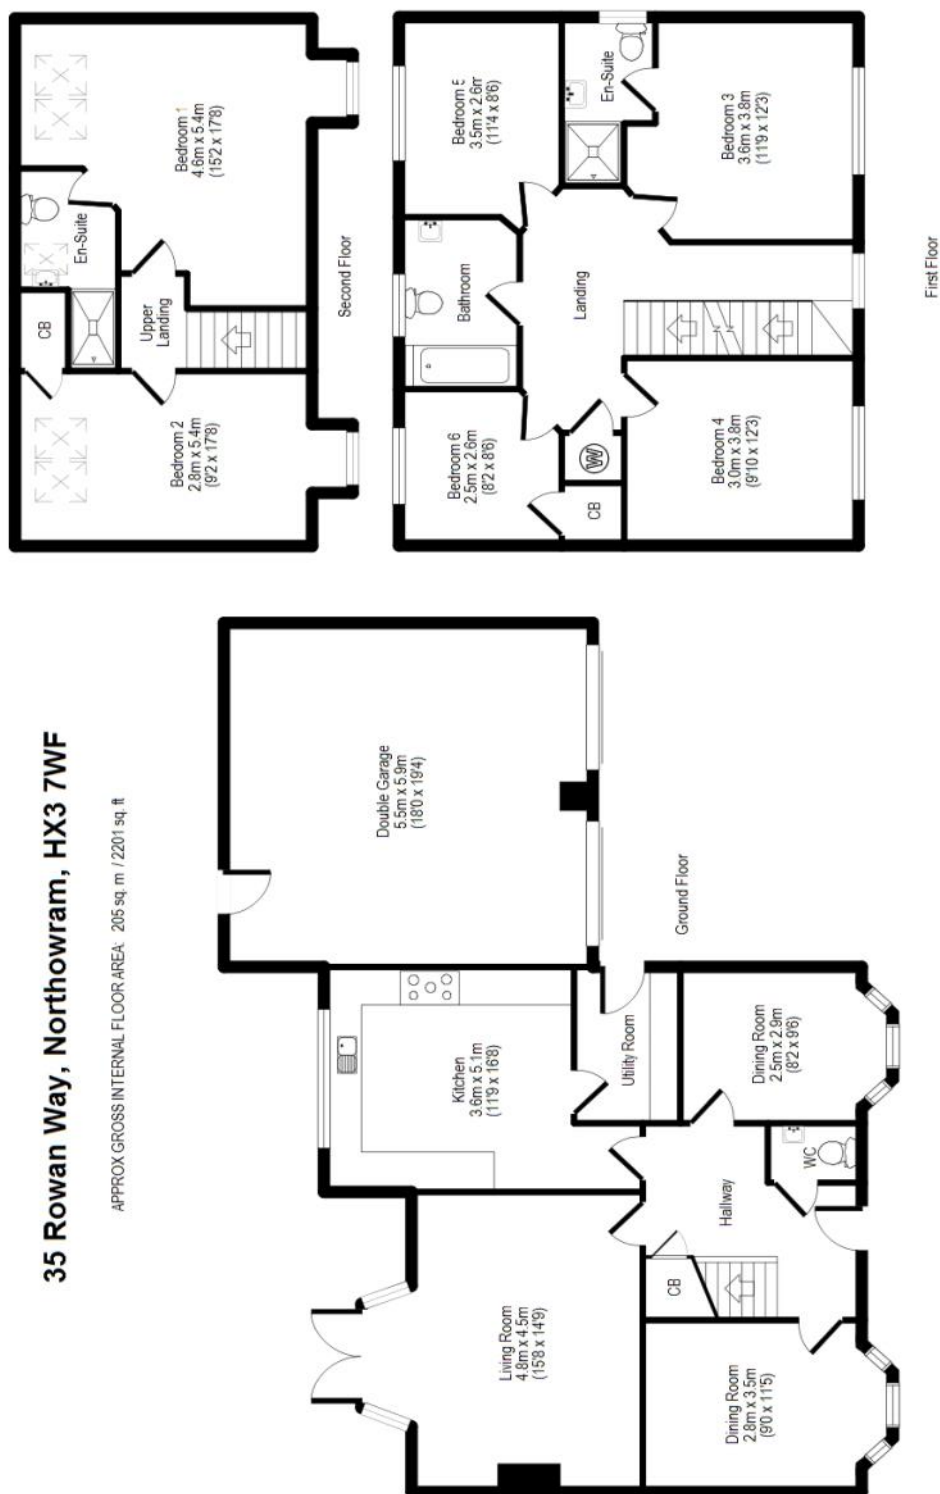 35 Rowan Way, Northowram, HX3 7WF
APPROX GROSS INTERNAL FLOOR AREA: 205 sq. m / 2201 sq. ft
Living Room
4.8m x 4.5m
(15'8 x 14'9)
Kitchen
3.6m x 5.1m
(11'9 x 16'8)
Double Garage
5.5m x 5.9m
(18'0 x 19'4)
Utility Room
CB
Hallway
WC
Dining Room
2.8m x 3.5m
(9'0 x 11'5)
Dining Room
2.5m x 2.9m
(8'2 x 9'6)
Ground Floor
CB
En-Suite
Upper
Landing
Bedroom 2
2.8m x 5.4m
(9'2 x 17'8)
Bedroom 1
4.6m x 5.4m
(15'2 x 17'8)
Second Floor
Bedroom 6
2.5m x 2.6m
(8'2 x 8'6)
Bathroom
Bedroom 5
3.5m x 2.6m
(11'4 x 8'6)
CB
W
Landing
En-Suite
Bedroom 4
3.0m x 3.8m
(9'10 x 12'3)
Bedroom 3
3.6m x 3.8m
(11'9 x 12'3)
First Floor